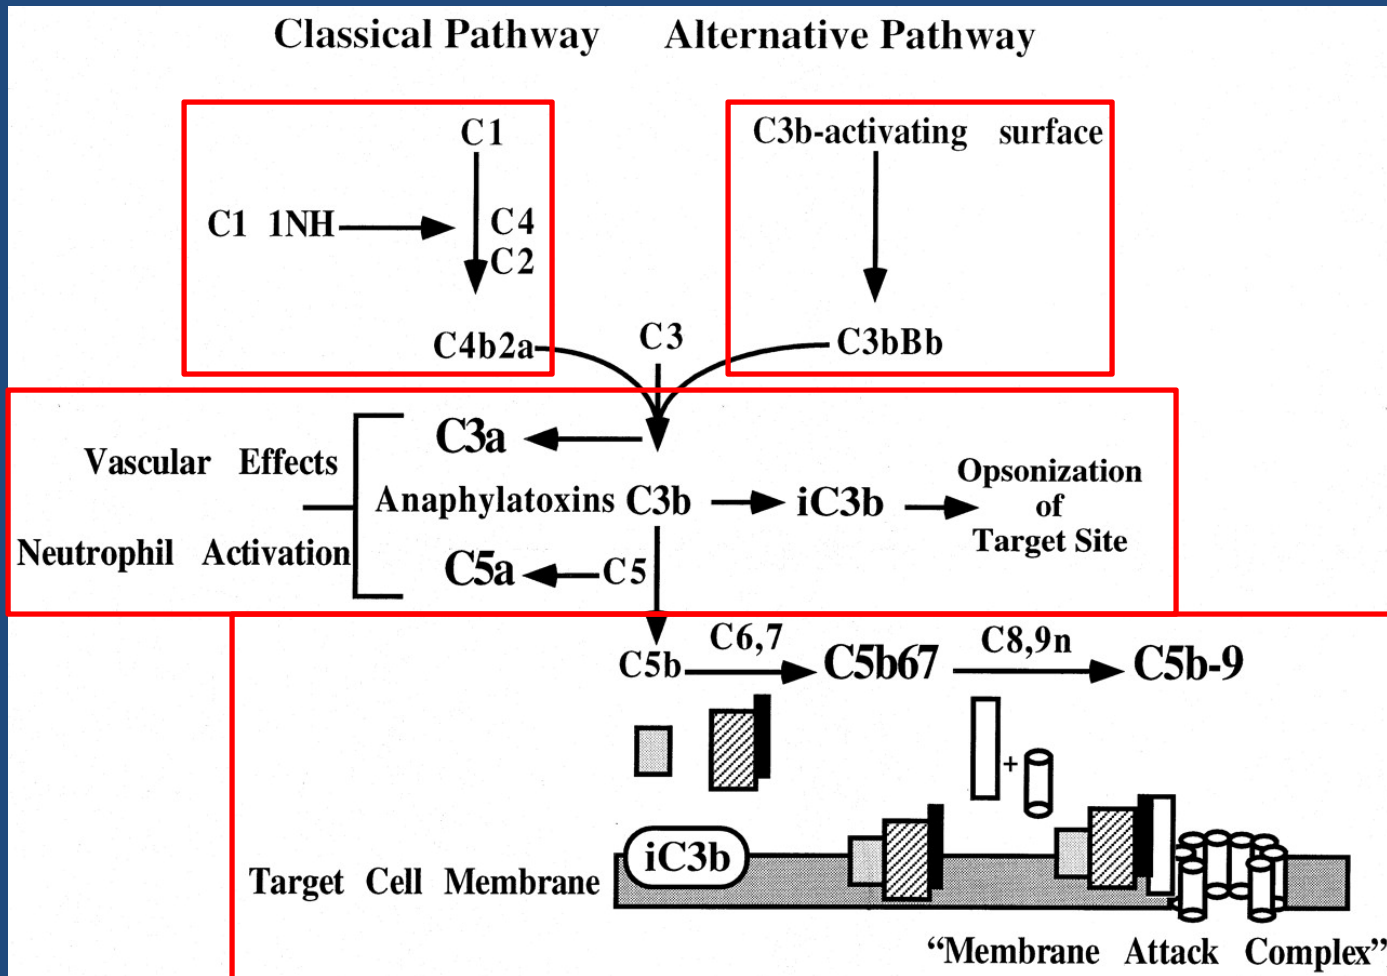 Classical Pathway
Alternative Pathway
C1
C1 1NH
C4
C2
C4b2a
C3b-activating surface
C3bBb
C3
C3a
Vascular Effects
Anaphylatoxins
C3b
iC3b
Opsonization
of
Target Site
Neutrophil Activation
C5a
C5
C5b
C6,7
C5b67
C8,9n
C5b-9
+
iC3b
Target Cell Membrane
“Membrane Attack Complex”